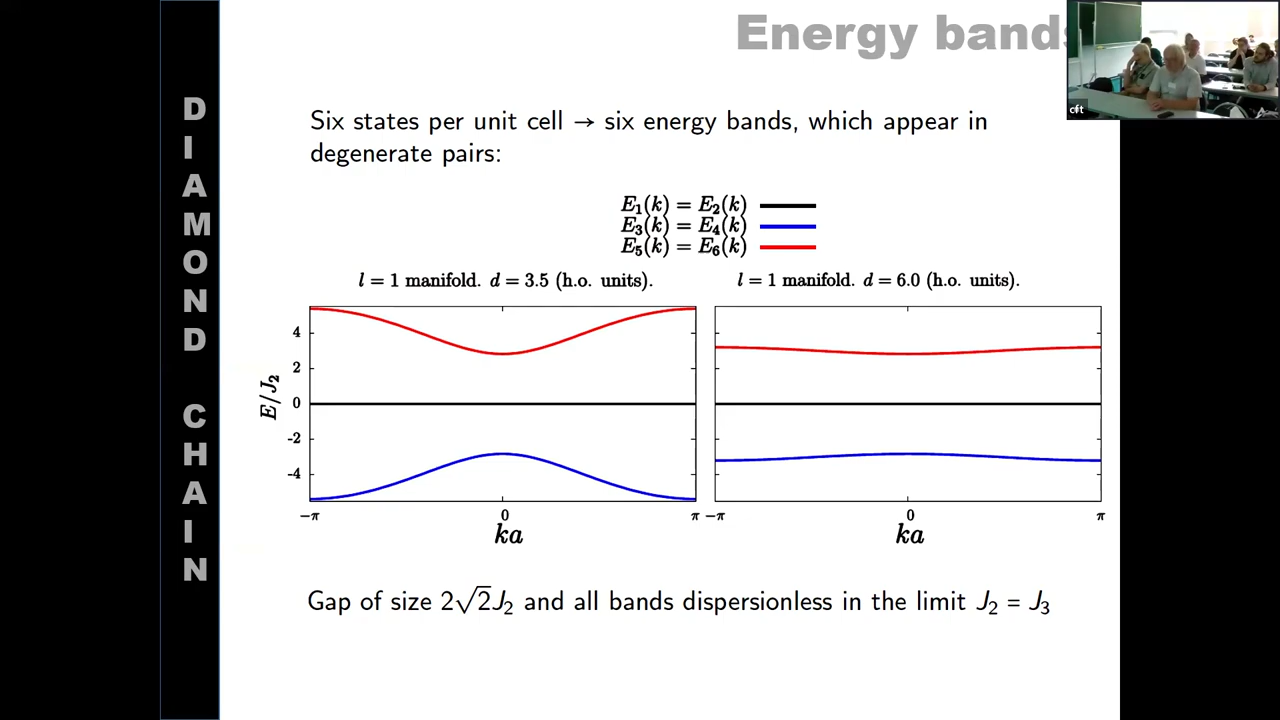 Energy bands
DIAMOND CHAIN
Six states per unit cell → six energy bands, which appear in
degenerate pairs:
E₁(k) = E₂(k)
E₃(k) = E₄(k)
E₅(k) = E₆(k)
l = 1 manifold. d = 3.5 (h.o. units).
l = 1 manifold. d = 6.0 (h.o. units).
E/J₂
4
2
0
-2
-4
−π 0 π
−π 0 π
ka
ka
Gap of size 2√2J₂ and all bands dispersionless in the limit J₂ = J₃
cft